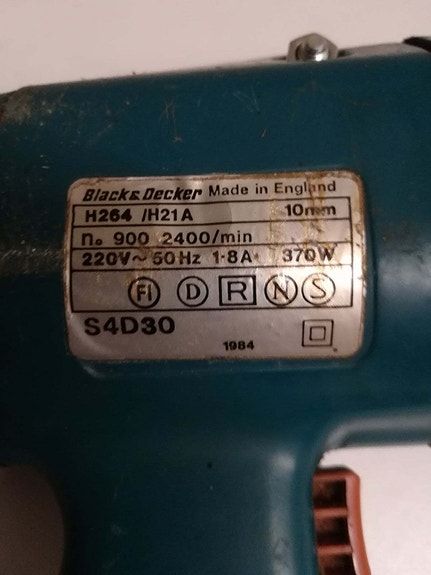 Black & Decker Made in England
H264 /H21A 10mm
no 900 2400/min
220V~ 50Hz 1·8A· 370W
FI D R N S
S4D30
1984